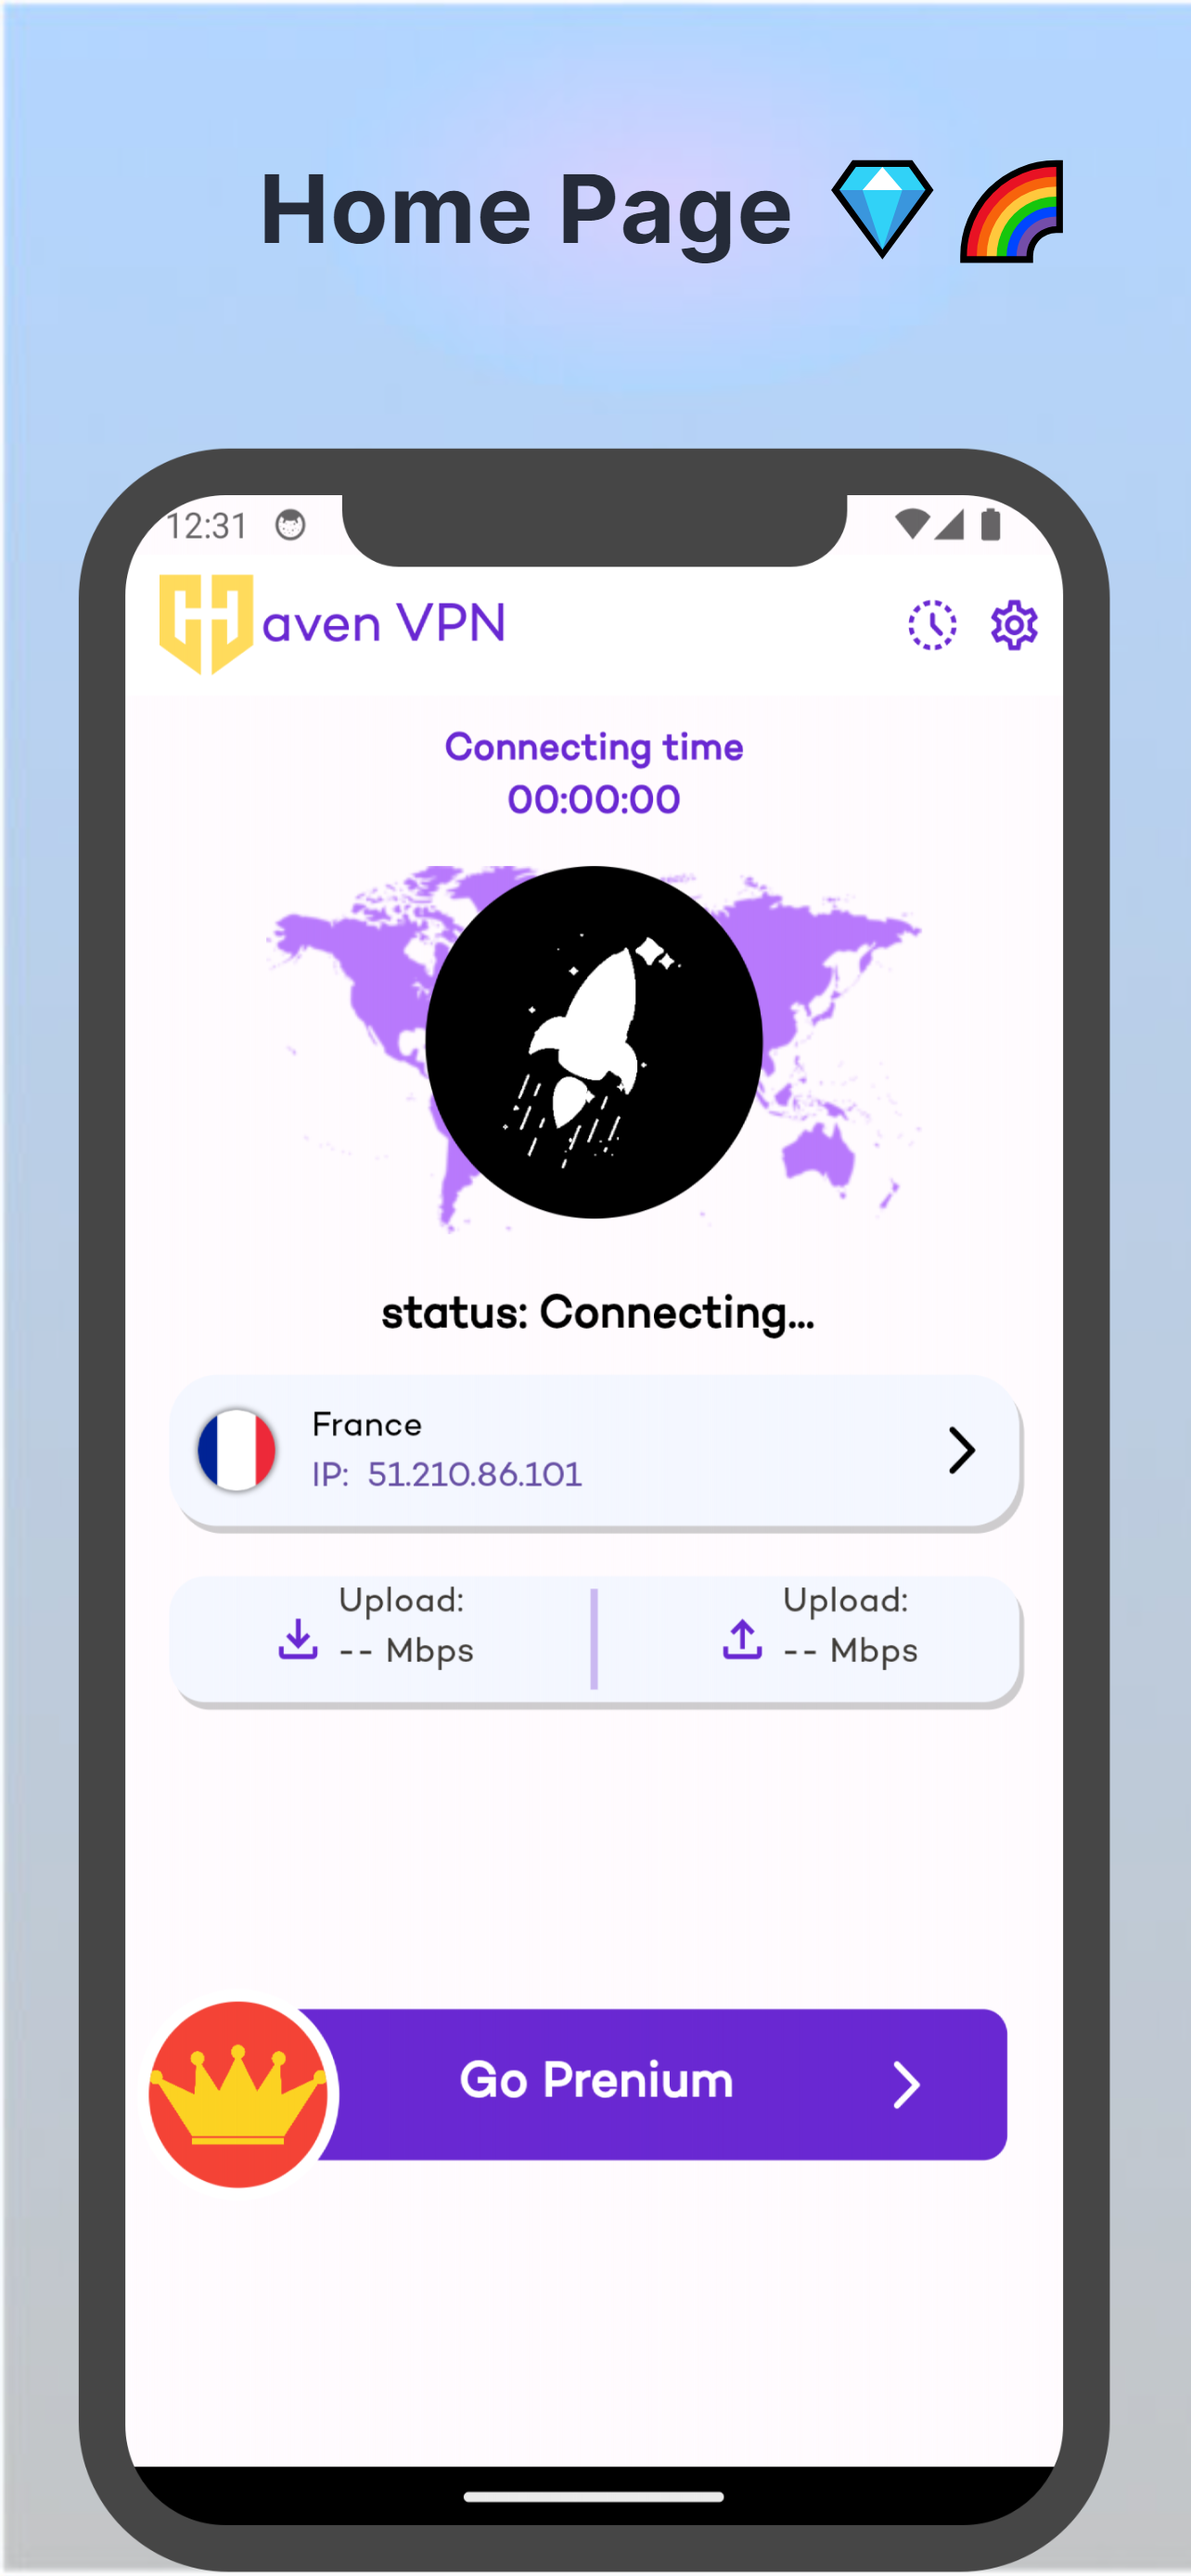 Home Page 💎🌈
12:31
Haven VPN
Connecting time
00:00:00
status: Connecting...
France
IP: 51.210.86.101
Upload:
-- Mbps
Upload:
-- Mbps
Go Prenium